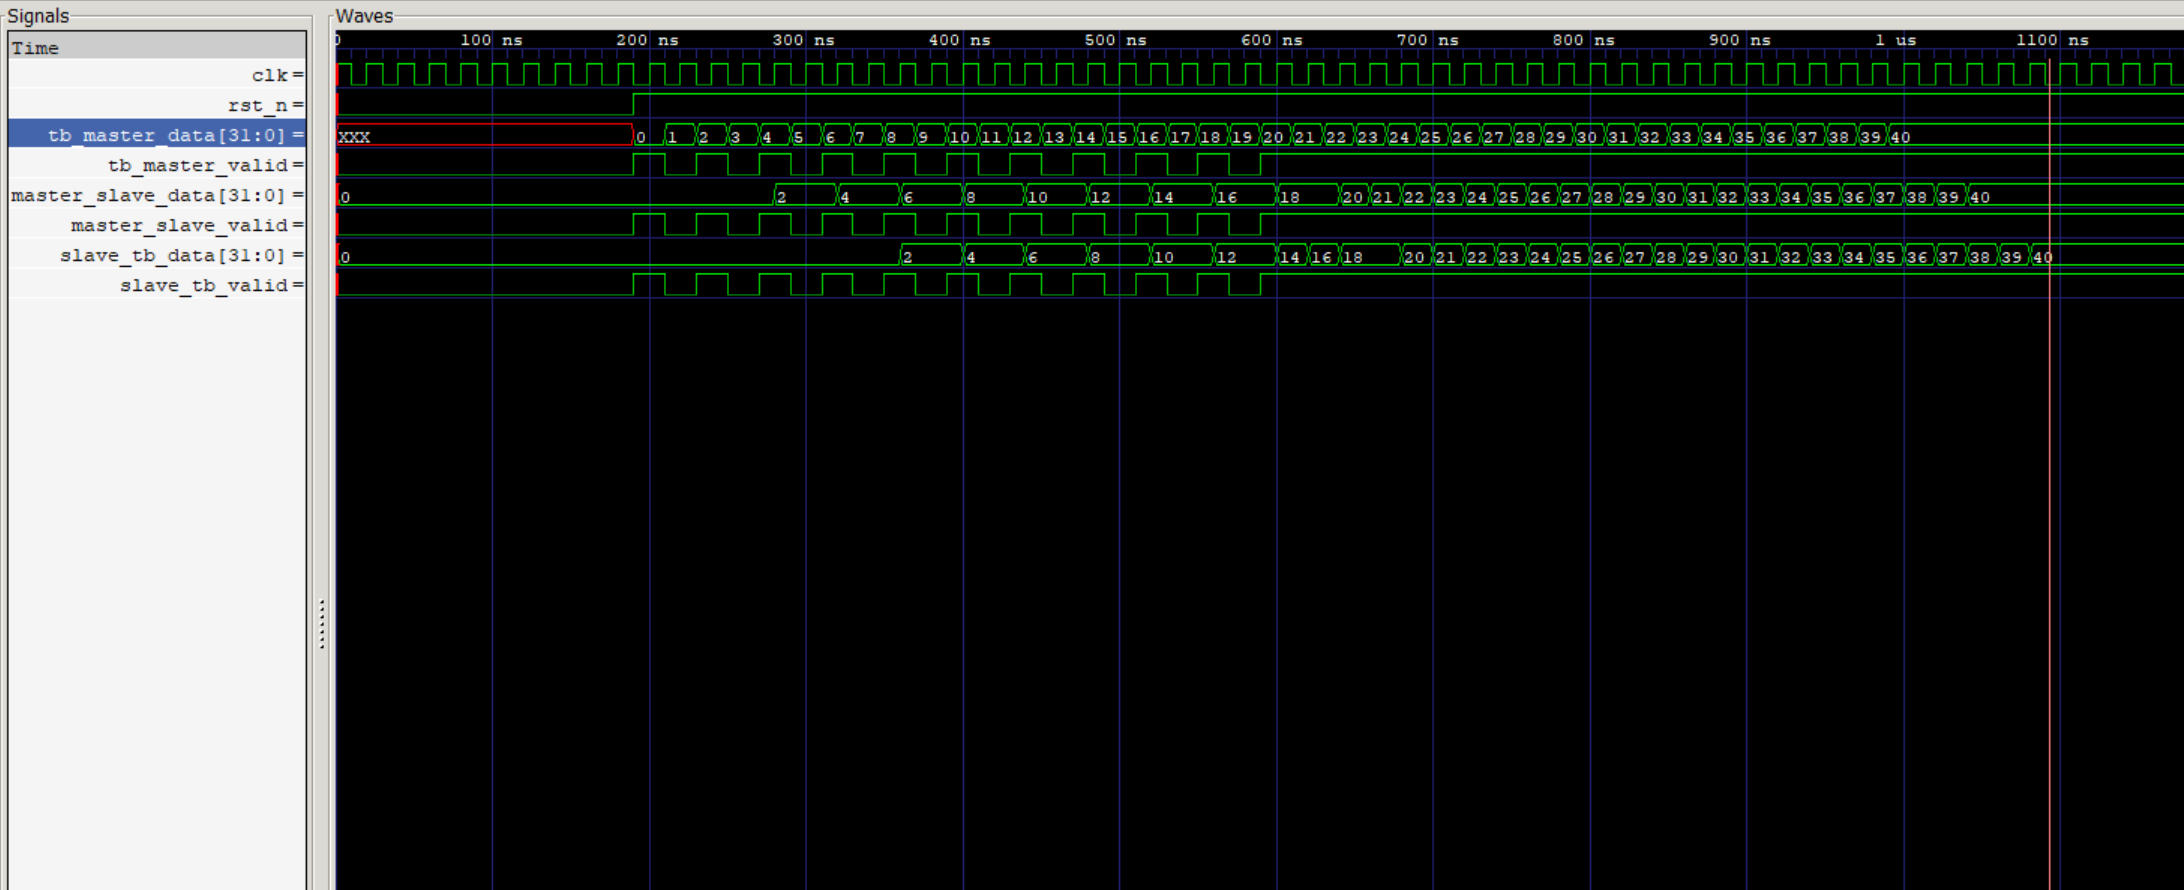 Signals Waves
Time 0 100 ns 200 ns 300 ns 400 ns 500 ns 600 ns 700 ns 800 ns 900 ns 1 us 1100 ns
clk=
rst_n=
tb_master_data[31:0]= XXX 0 1 2 3 4 5 6 7 8 9 10 11 12 13 14 15 16 17 18 19 20 21 22 23 24 25 26 27 28 29 30 31 32 33 34 35 36 37 38 39 40
tb_master_valid=
master_slave_data[31:0]= 0 2 4 6 8 10 12 14 16 18 20 21 22 23 24 25 26 27 28 29 30 31 32 33 34 35 36 37 38 39 40
master_slave_valid=
slave_tb_data[31:0]= 0 2 4 6 8 10 12 14 16 18 20 21 22 23 24 25 26 27 28 29 30 31 32 33 34 35 36 37 38 39 40
slave_tb_valid=